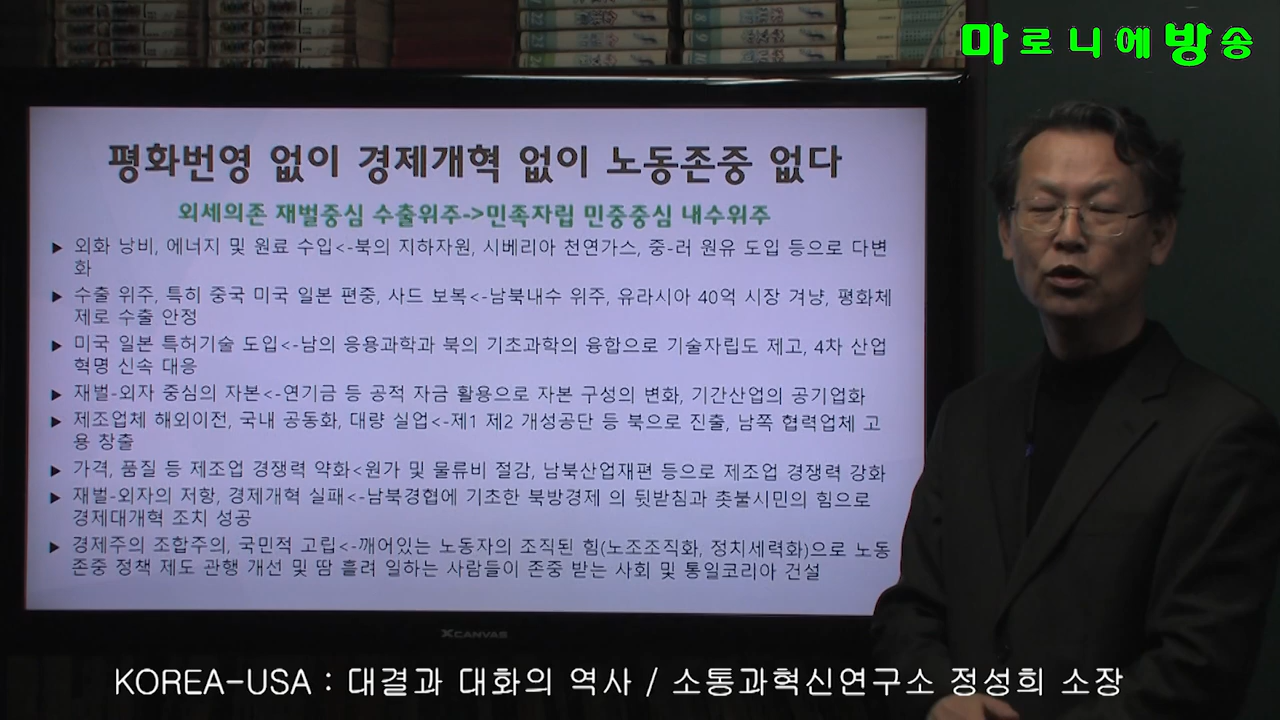 마로니에방송
평화번영 없이 경제개혁 없이 노동존중 없다
외세의존 재벌중심 수출위주->민족자립 민중중심 내수위주
▶ 외화 낭비, 에너지 및 원료 수입<-북의 지하자원, 시베리아 천연가스, 중-러 원유 도입 등으로 다변
화
▶ 수출 위주, 특히 중국 미국 일본 편중, 사드 보복<-남북내수 위주, 유라시아 40억 시장 겨냥, 평화체
제로 수출 안정
▶ 미국 일본 특허기술 도입<-남의 응용과학과 북의 기초과학의 융합으로 기술자립도 제고, 4차 산업
혁명 신속 대응
▶ 재벌-외자 중심의 자본<-연기금 등 공적 자금 활용으로 자본 구성의 변화, 기간산업의 공기업화
▶ 제조업체 해외이전, 국내 공동화, 대량 실업<-제1 제2 개성공단 등 북으로 진출, 남쪽 협력업체 고
용 창출
▶ 가격, 품질 등 제조업 경쟁력 약화<원가 및 물류비 절감, 남북산업재편 등으로 제조업 경쟁력 강화
▶ 재벌-외자의 저항, 경제개혁 실패<-남북경협에 기초한 북방경제 의 뒷받침과 촛불시민의 힘으로
경제대개혁 조치 성공
▶ 경제주의 조합주의, 국민적 고립<-깨어있는 노동자의 조직된 힘(노조조직화, 정치세력화)으로 노동
존중 정책 제도 관행 개선 및 땀 흘려 일하는 사람들이 존중 받는 사회 및 통일코리아 건설
XCANVAS
KOREA-USA : 대결과 대화의 역사 / 소통과혁신연구소 정성희 소장